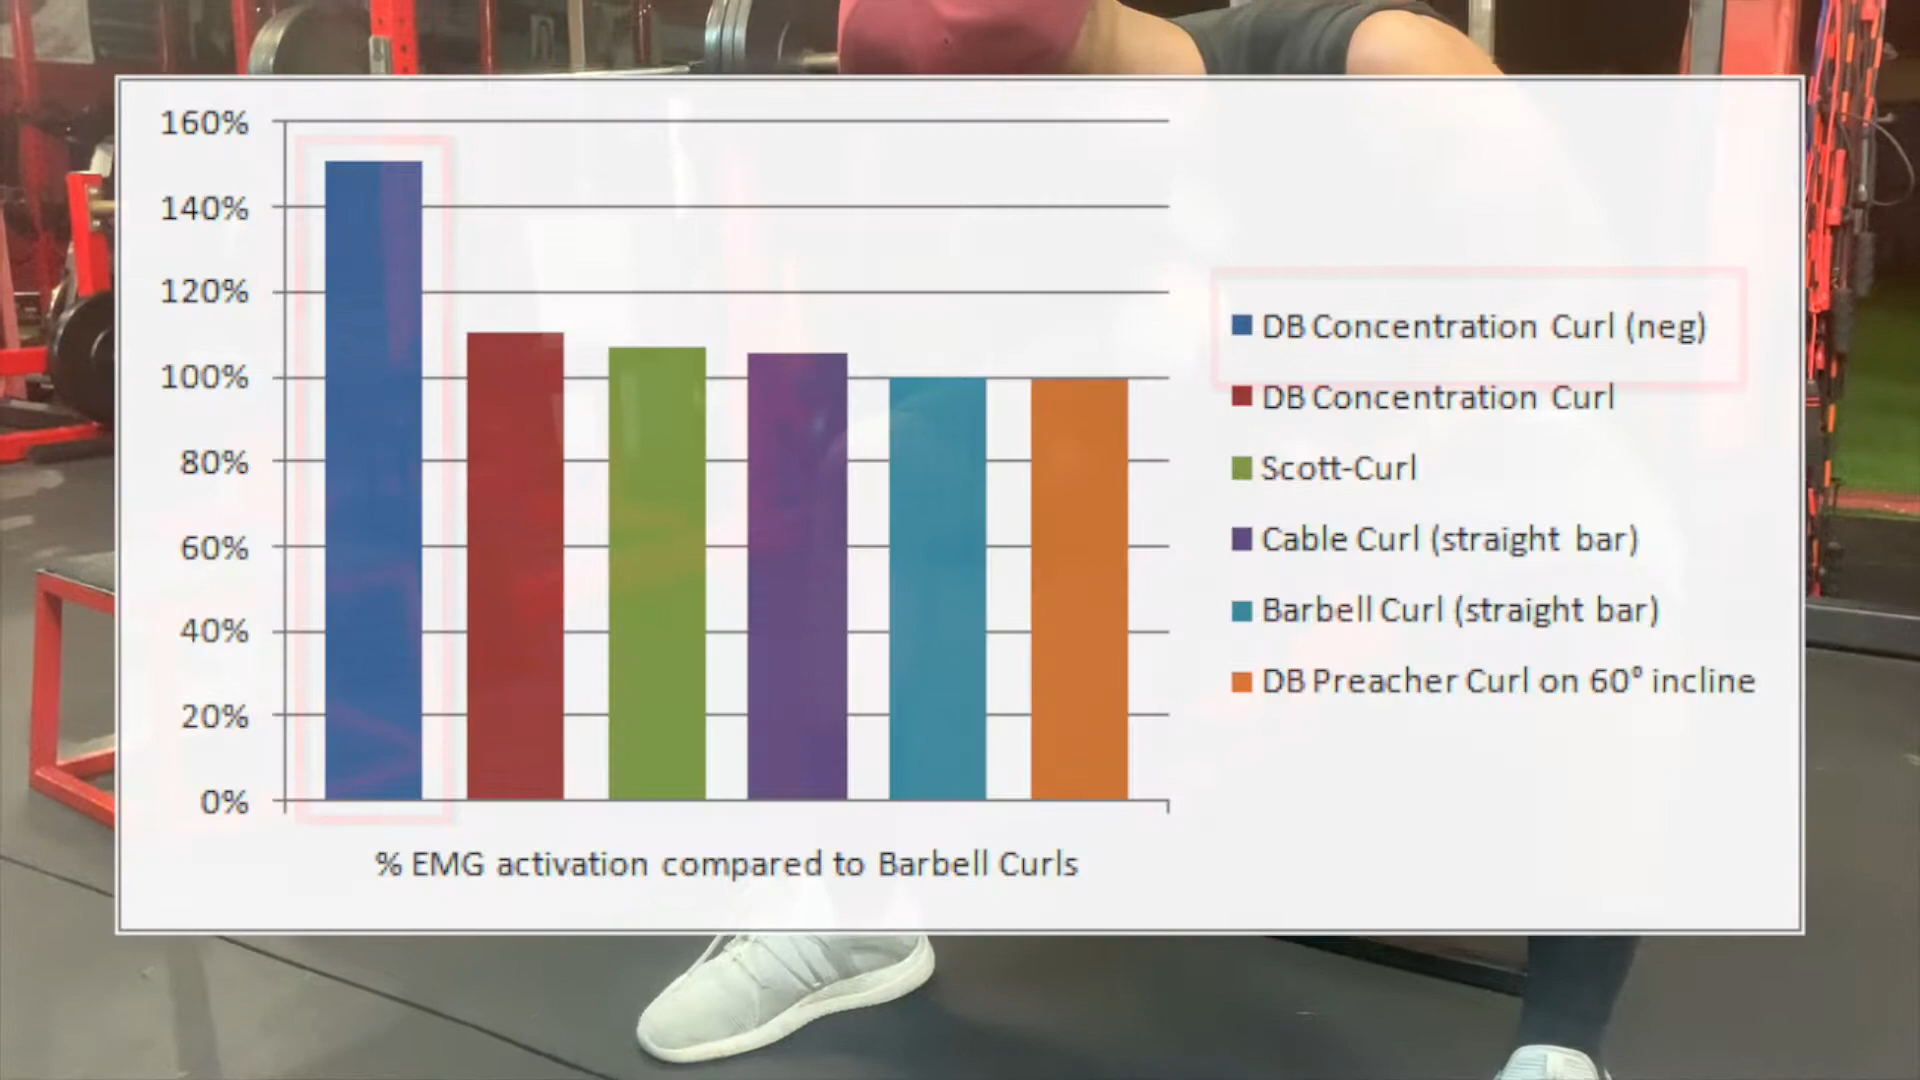 160%
140%
120%
100%
80%
60%
40%
20%
0%
% EMG activation compared to Barbell Curls
DB Concentration Curl (neg)
DB Concentration Curl
Scott-Curl
Cable Curl (straight bar)
Barbell Curl (straight bar)
DB Preacher Curl on 60° incline